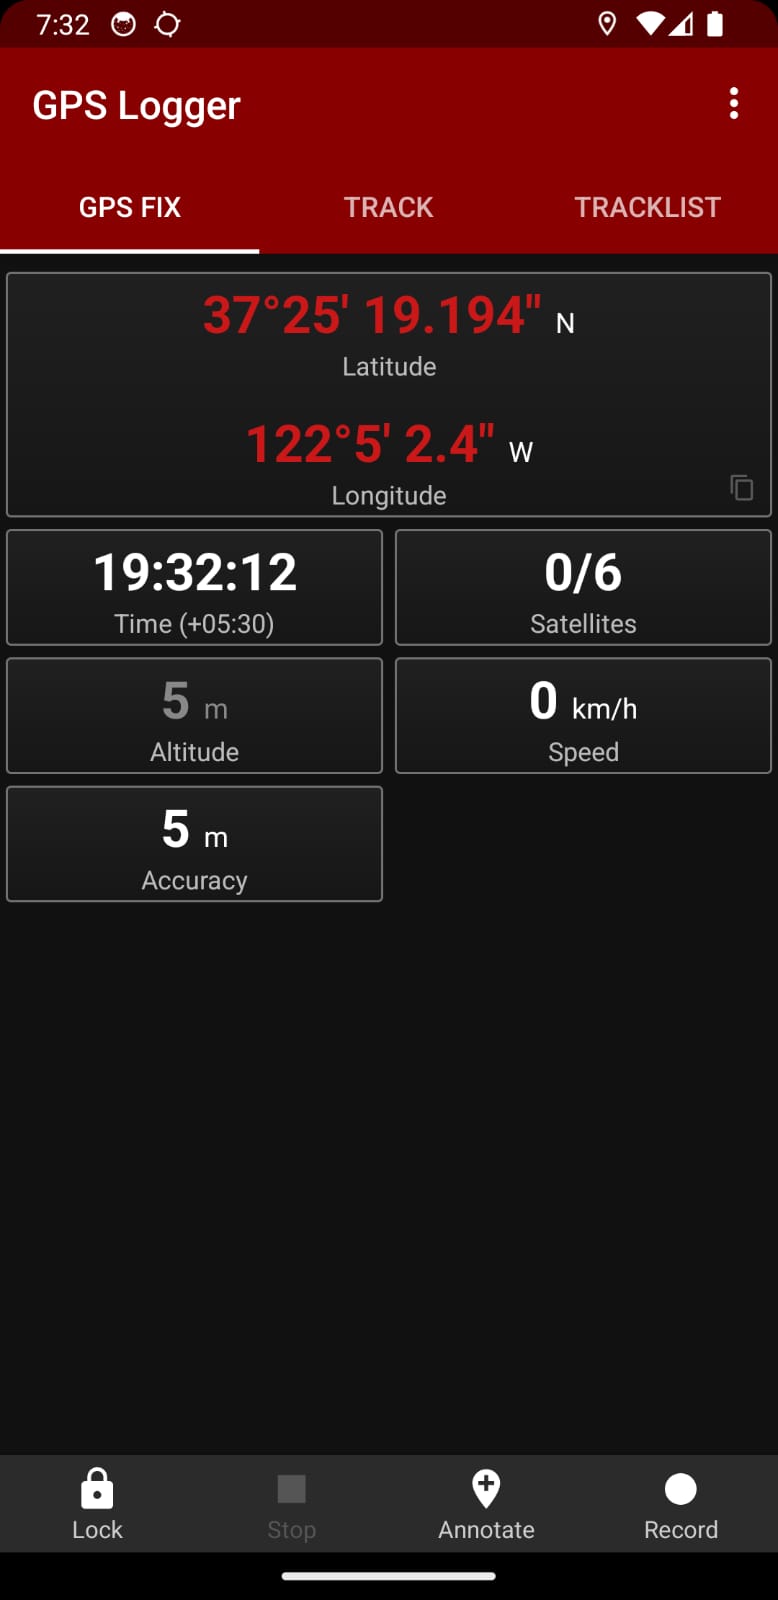 7:32
GPS Logger
GPS FIX TRACK TRACKLIST
37°25' 19.194" N
Latitude
122°5' 2.4" W
Longitude
19:32:12 0/6
Time (+05:30) Satellites
5 m 0 km/h
Altitude Speed
5 m
Accuracy
Lock Stop Annotate Record